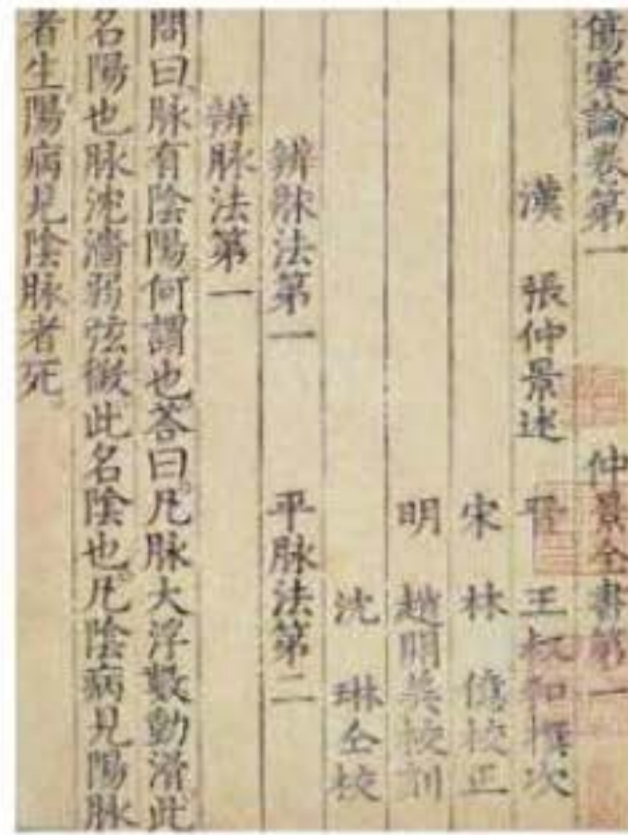 傷寒論卷第一　仲景全書第一
漢　張仲景述　晉　王叔和撰次
宋　林　億校正
明　趙開美校刻
沈　琳仝校
辨脉法第一　平脉法第二
辨脉法第一
問曰脉有陰陽何謂也荅曰凡脉大浮數動滑此
名陽也脉沈濇弱弦微此名陰也凡陰病見陽脉
者生陽病見陰脉者死